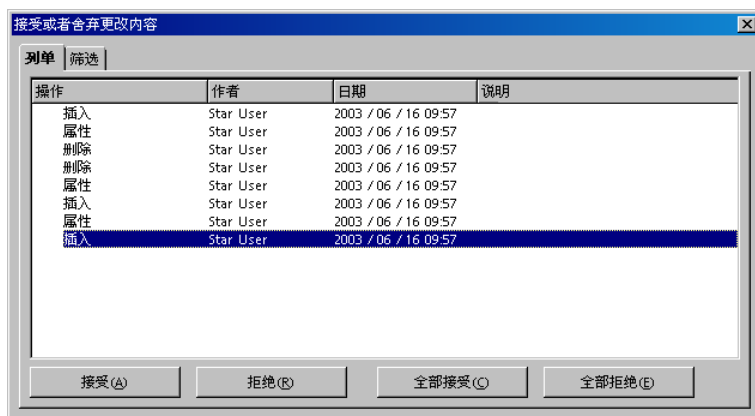 接受或者舍弃更改内容
列单 筛选
操作 作者 日期 说明
插入 Star User 2003 / 06 / 16 09:57
属性 Star User 2003 / 06 / 16 09:57
删除 Star User 2003 / 06 / 16 09:57
删除 Star User 2003 / 06 / 16 09:57
属性 Star User 2003 / 06 / 16 09:57
插入 Star User 2003 / 06 / 16 09:57
属性 Star User 2003 / 06 / 16 09:57
插入 Star User 2003 / 06 / 16 09:57
接受(A) 拒绝(R) 全部接受(C) 全部拒绝(E)